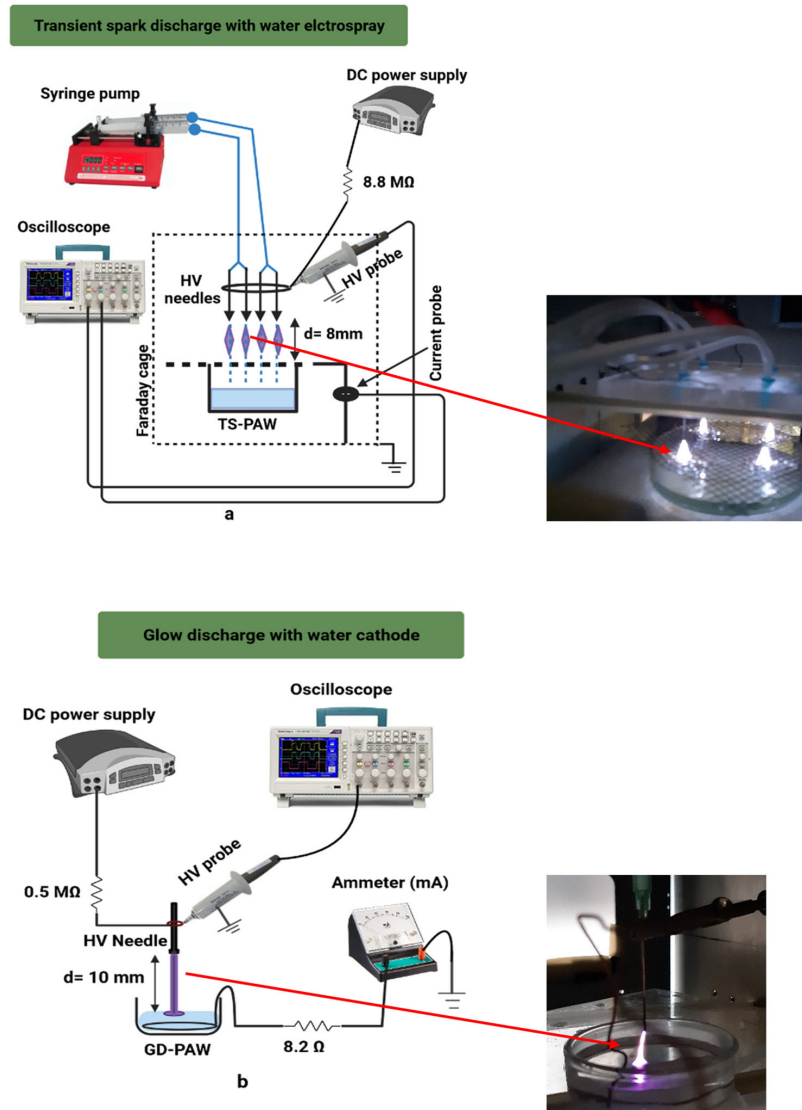 Transient spark discharge with water elctrospray
DC power supply
Syringe pump
8.8 MΩ
Oscilloscope
HV probe
HV
needles
d= 8mm
Current probe
Faraday cage
TS-PAW
a
Glow discharge with water cathode
Oscilloscope
DC power supply
HV probe
Ammeter (mA)
0.5 MΩ
HV Needle
d= 10 mm
8.2 Ω
GD-PAW
b